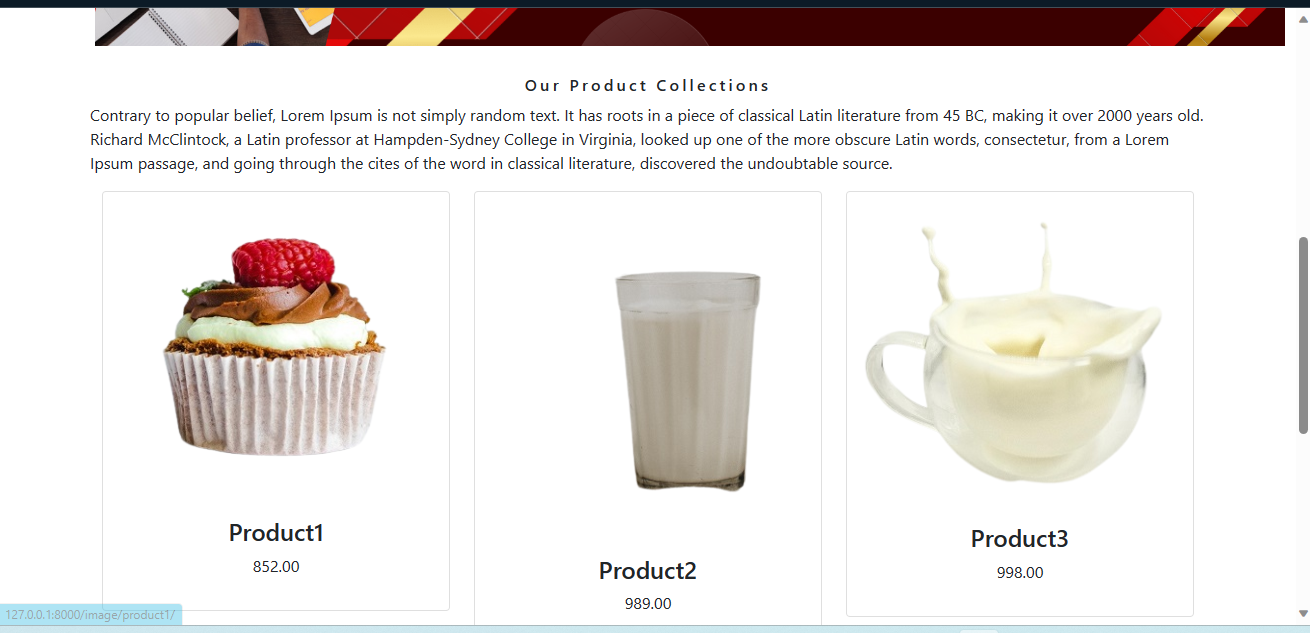 Our Product Collections
Contrary to popular belief, Lorem Ipsum is not simply random text. It has roots in a piece of classical Latin literature from 45 BC, making it over 2000 years old.
Richard McClintock, a Latin professor at Hampden-Sydney College in Virginia, looked up one of the more obscure Latin words, consectetur, from a Lorem
Ipsum passage, and going through the cites of the word in classical literature, discovered the undoubtable source.
Product1
852.00
Product2
989.00
Product3
998.00
127.0.0.1:8000/image/product1/